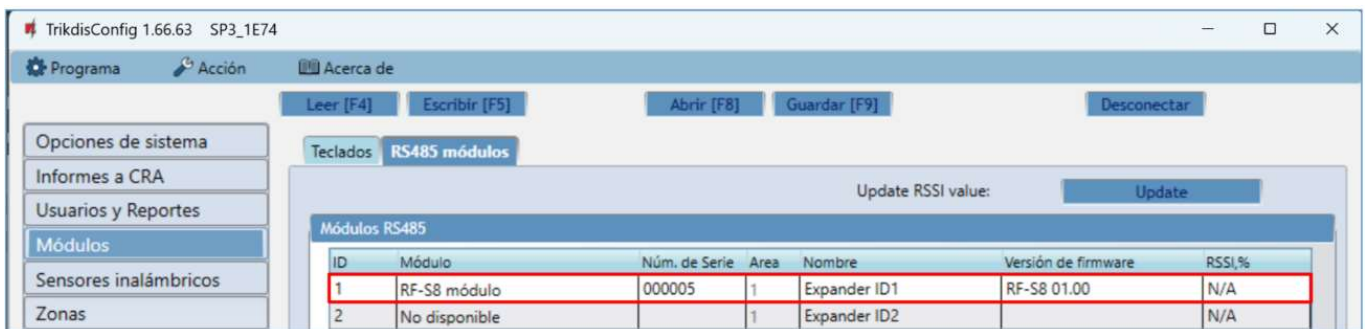 TrikdisConfig 1.66.63 SP3_1E74
Programa Acción Acerca de
Leer [F4] Escribir [F5] Abrir [F8] Guardar [F9] Desconectar
Opciones de sistema
Informes a CRA
Usuarios y Reportes
Módulos
Sensores inalámbricos
Zonas
Teclados RS485 módulos
Update RSSI value: Update
Módulos RS485
ID Módulo Núm. de Serie Area Nombre Versión de firmware RSSI,%
1 RF-S8 módulo 000005 1 Expander ID1 RF-S8 01.00 N/A
2 No disponible 1 Expander ID2 N/A